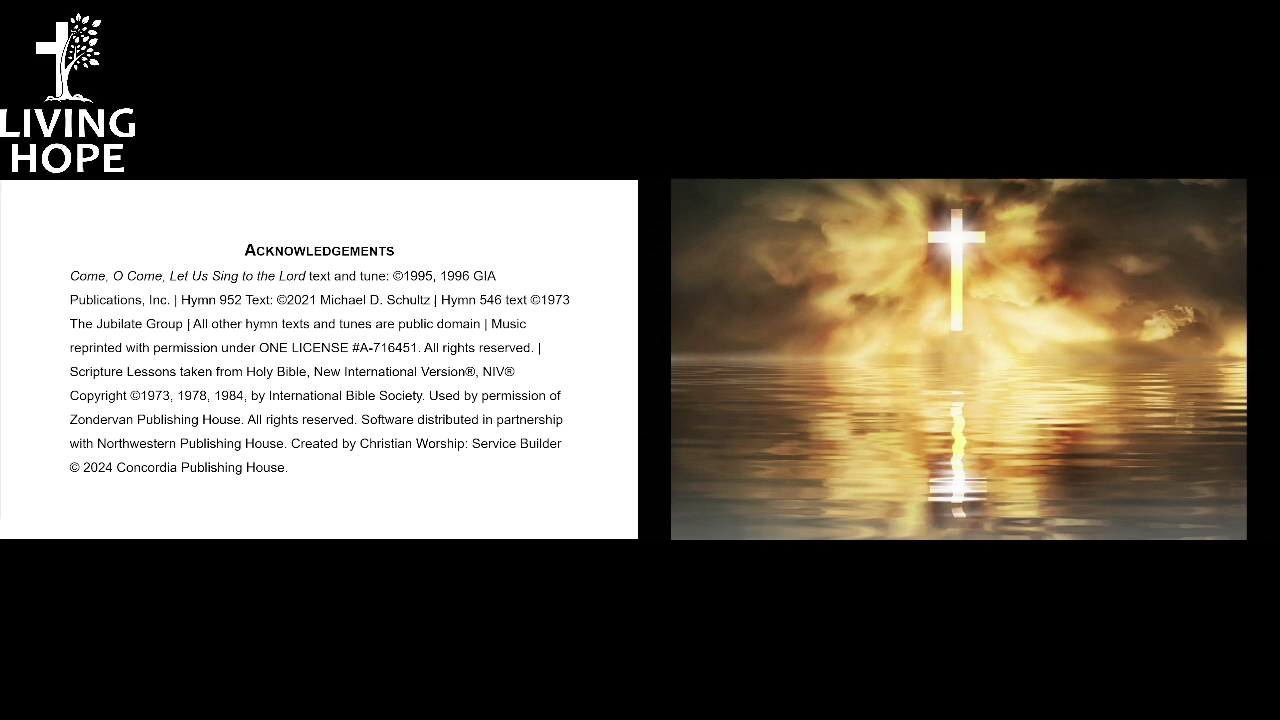 LIVING
HOPE
ACKNOWLEDGEMENTS
Come, O Come, Let Us Sing to the Lord text and tune: ©1995, 1996 GIA
Publications, Inc. | Hymn 952 Text: ©2021 Michael D. Schultz | Hymn 546 text ©1973
The Jubilate Group | All other hymn texts and tunes are public domain | Music
reprinted with permission under ONE LICENSE #A-716451. All rights reserved. |
Scripture Lessons taken from Holy Bible, New International Version®, NIV®
Copyright ©1973, 1978, 1984, by International Bible Society. Used by permission of
Zondervan Publishing House. All rights reserved. Software distributed in partnership
with Northwestern Publishing House. Created by Christian Worship: Service Builder
© 2024 Concordia Publishing House.